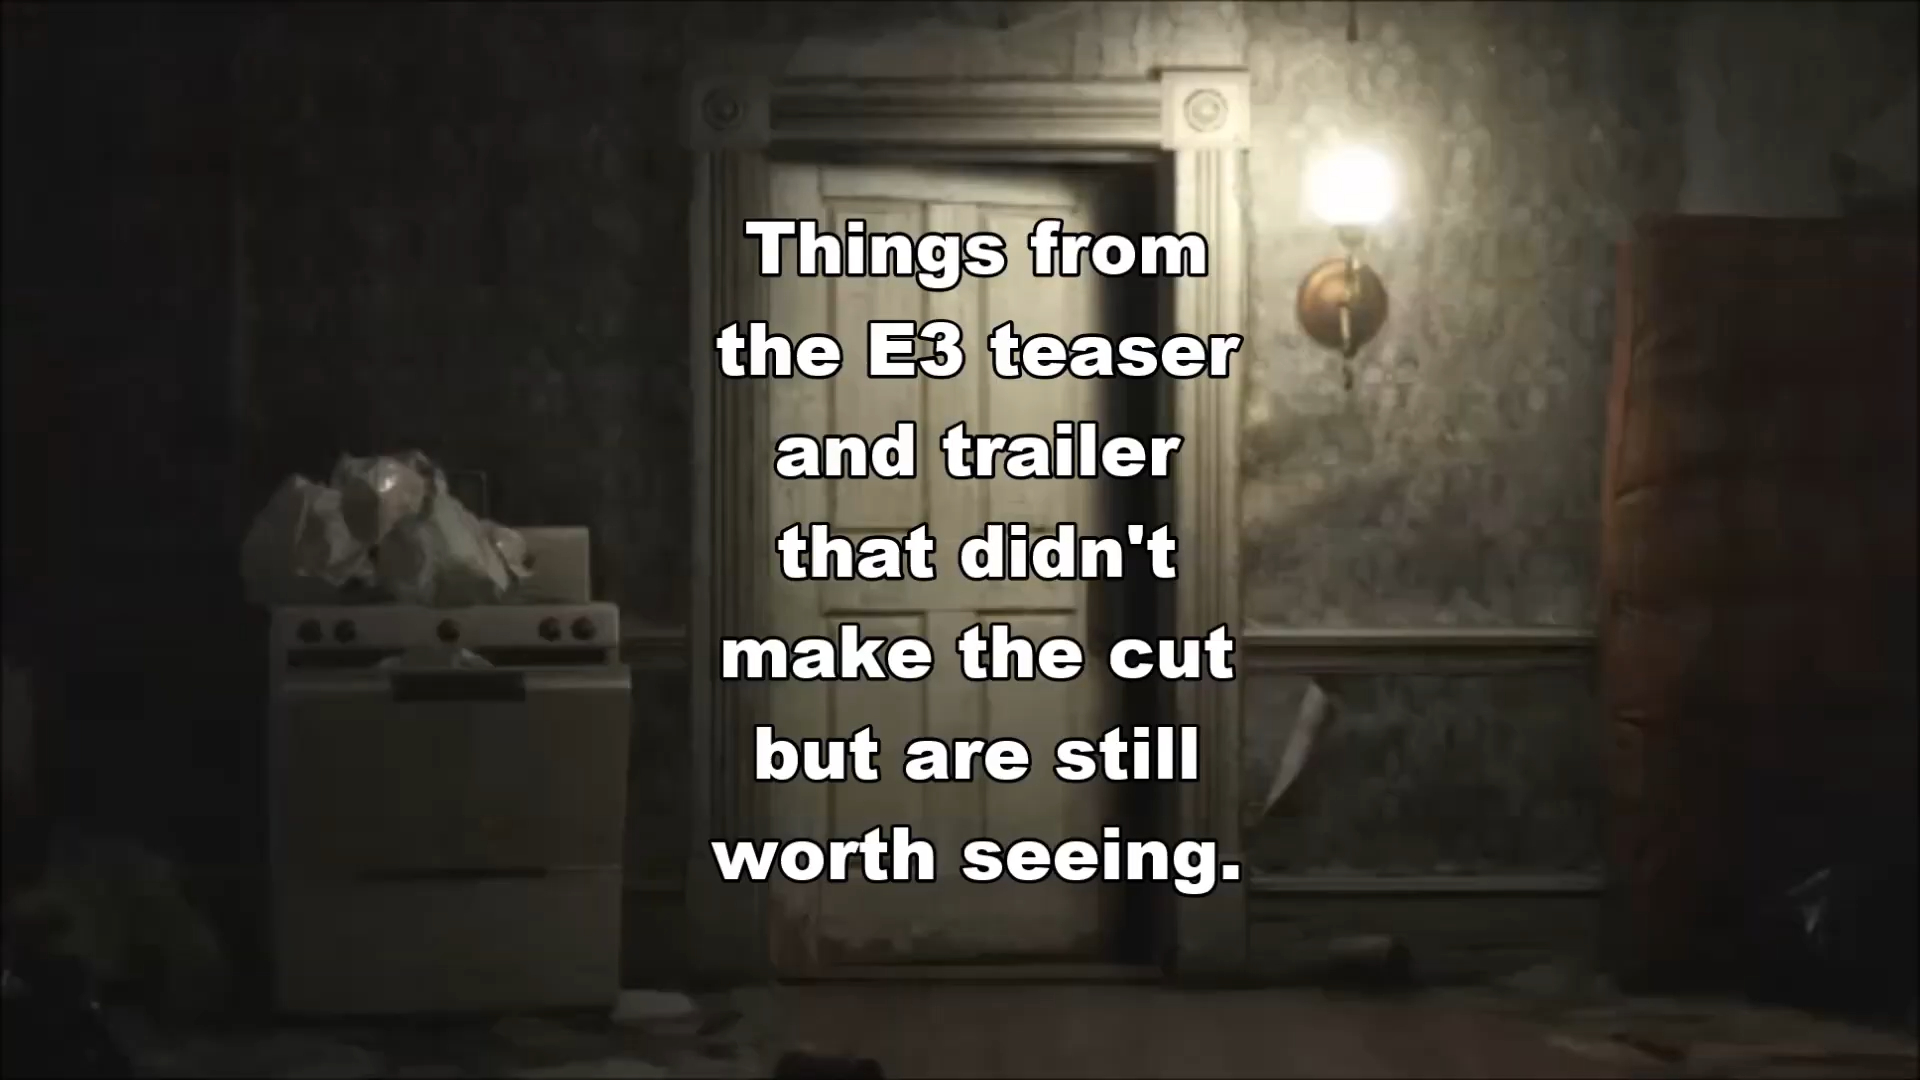 Things from
the E3 teaser
and trailer
that didn't
make the cut
but are still
worth seeing.